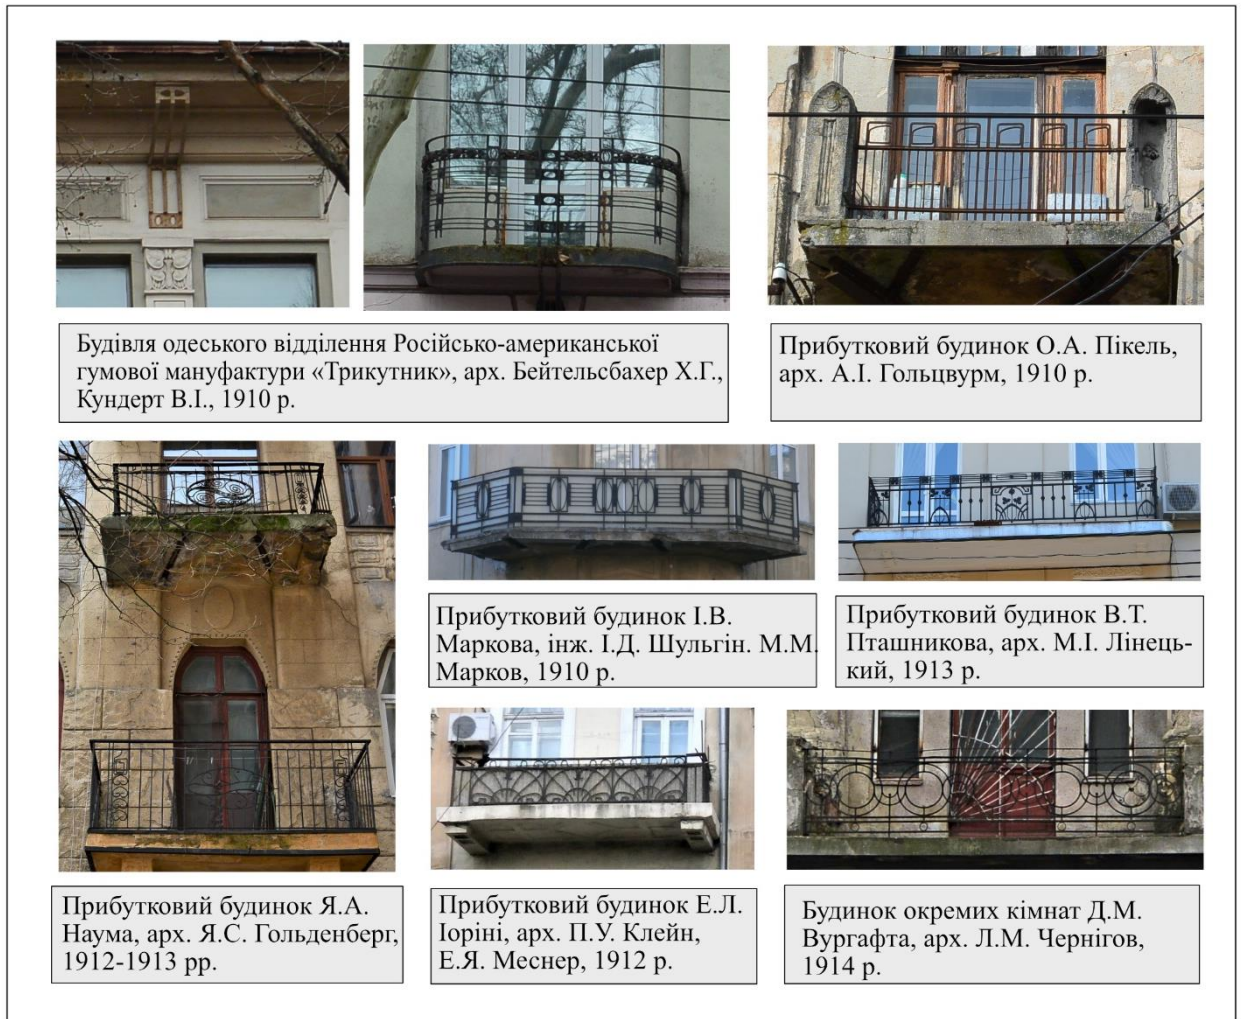 Будівля одеського відділення Російсько-американської
гумової мануфактури «Трикутник», арх. Бейтельсбахер Х.Г.,
Кундерт В.І., 1910 р.
Прибутковий будинок О.А. Пікель,
арх. А.І. Гольцвурм, 1910 р.
Прибутковий будинок І.В.
Маркова, інж. І.Д. Шульгін. М.М.
Марков, 1910 р.
Прибутковий будинок В.Т.
Пташникова, арх. М.І. Лінець-
кий, 1913 р.
Прибутковий будинок Я.А.
Наума, арх. Я.С. Гольденберг,
1912-1913 рр.
Прибутковий будинок Е.Л.
Іоріні, арх. П.У. Клейн,
Е.Я. Меснер, 1912 р.
Будинок окремих кімнат Д.М.
Вургафта, арх. Л.М. Чернігов,
1914 р.